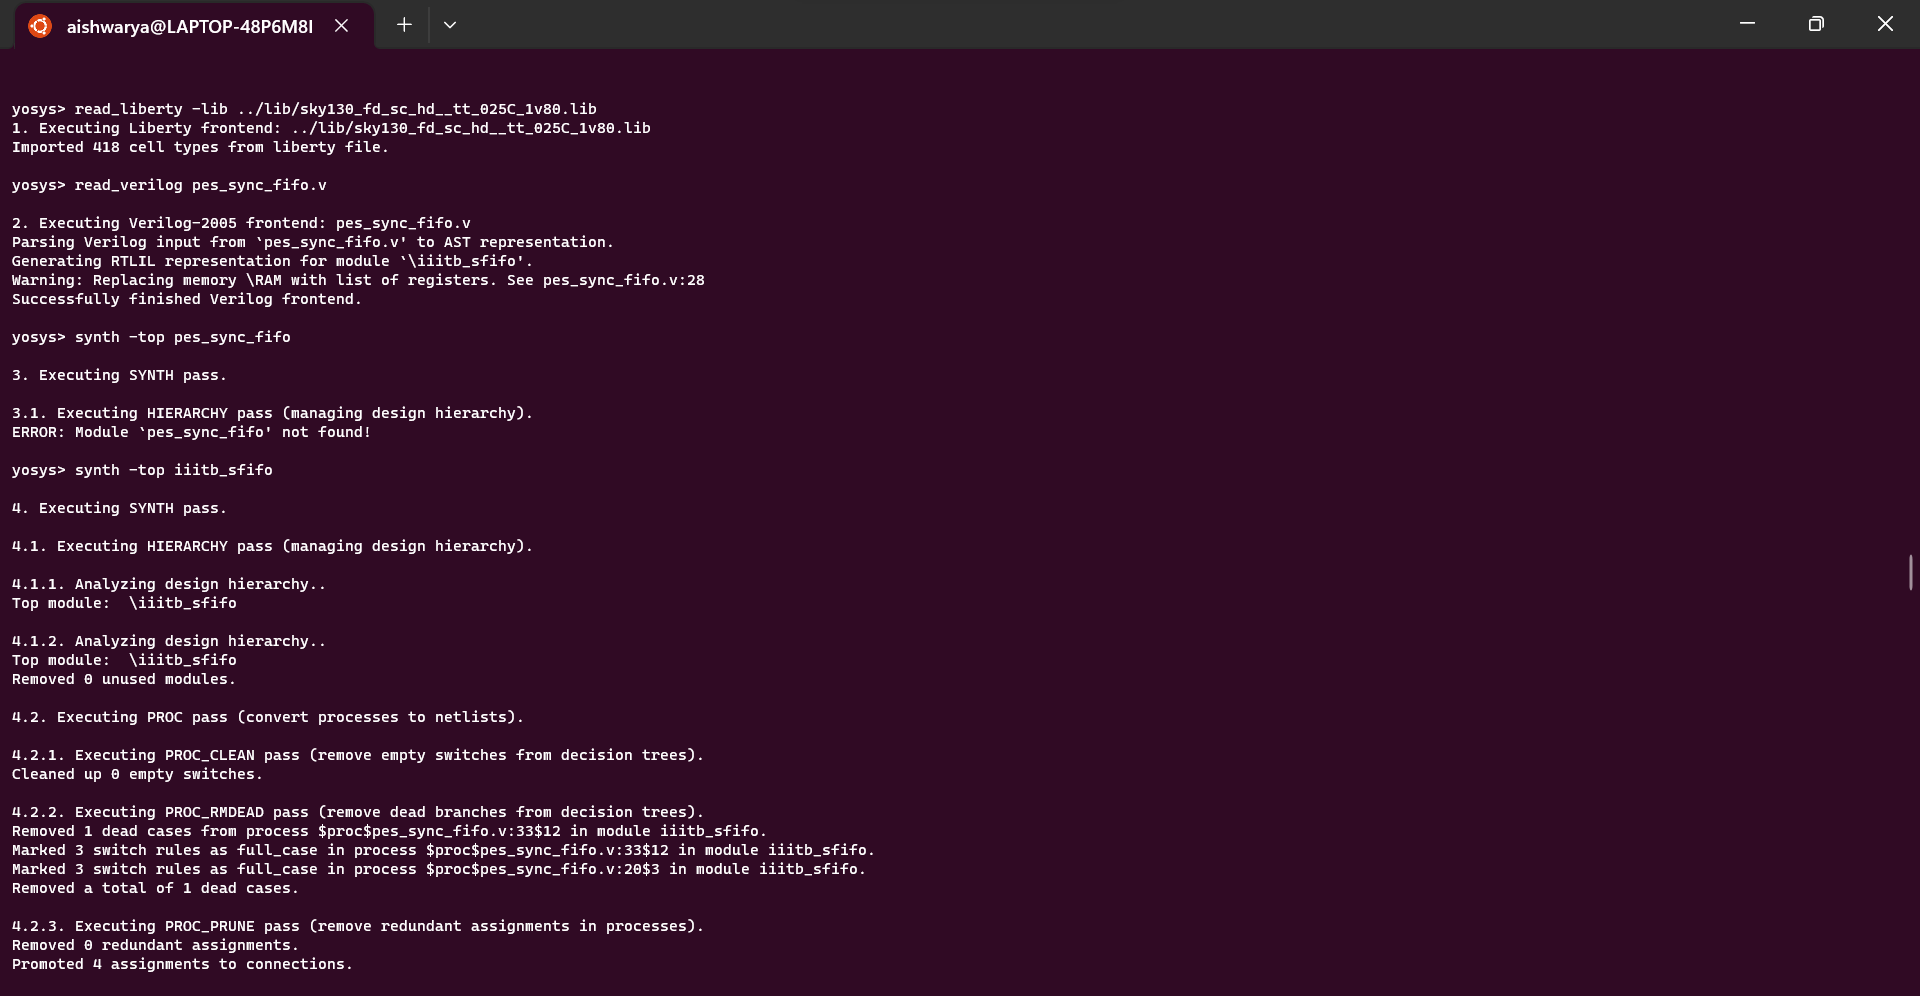 aishwarya@LAPTOP-48P6M8I
yosys> read_liberty -lib ../lib/sky130_fd_sc_hd__tt_025C_1v80.lib
1. Executing Liberty frontend: ../lib/sky130_fd_sc_hd__tt_025C_1v80.lib
Imported 418 cell types from liberty file.
yosys> read_verilog pes_sync_fifo.v
2. Executing Verilog-2005 frontend: pes_sync_fifo.v
Parsing Verilog input from `pes_sync_fifo.v' to AST representation.
Generating RTLIL representation for module `\iiitb_sfifo'.
Warning: Replacing memory \RAM with list of registers. See pes_sync_fifo.v:28
Successfully finished Verilog frontend.
yosys> synth -top pes_sync_fifo
3. Executing SYNTH pass.
3.1. Executing HIERARCHY pass (managing design hierarchy).
ERROR: Module `pes_sync_fifo' not found!
yosys> synth -top iiitb_sfifo
4. Executing SYNTH pass.
4.1. Executing HIERARCHY pass (managing design hierarchy).
4.1.1. Analyzing design hierarchy..
Top module:  \iiitb_sfifo
4.1.2. Analyzing design hierarchy..
Top module:  \iiitb_sfifo
Removed 0 unused modules.
4.2. Executing PROC pass (convert processes to netlists).
4.2.1. Executing PROC_CLEAN pass (remove empty switches from decision trees).
Cleaned up 0 empty switches.
4.2.2. Executing PROC_RMDEAD pass (remove dead branches from decision trees).
Removed 1 dead cases from process $proc$pes_sync_fifo.v:33$12 in module iiitb_sfifo.
Marked 3 switch rules as full_case in process $proc$pes_sync_fifo.v:33$12 in module iiitb_sfifo.
Marked 3 switch rules as full_case in process $proc$pes_sync_fifo.v:20$3 in module iiitb_sfifo.
Removed a total of 1 dead cases.
4.2.3. Executing PROC_PRUNE pass (remove redundant assignments in processes).
Removed 0 redundant assignments.
Promoted 4 assignments to connections.